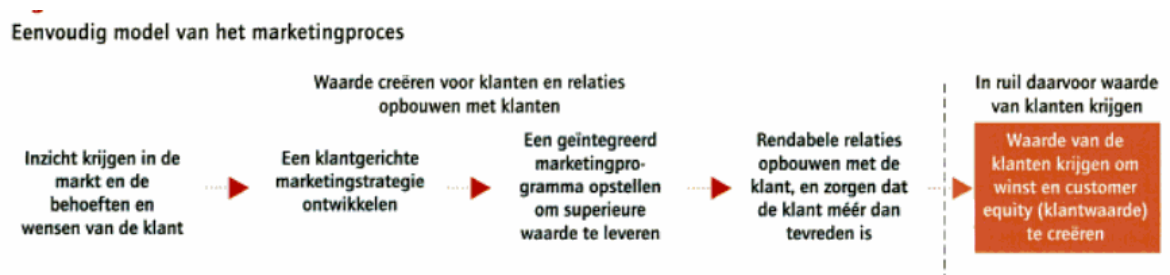 Eenvoudig model van het marketingproces
Waarde creëren voor klanten en relaties
opbouwen met klanten
In ruil daarvoor waarde
van klanten krijgen
Inzicht krijgen in de
markt en de
behoeften en
wensen van de klant
Een klantgerichte
marketingstrategie
ontwikkelen
Een geïntegreerd
marketingpro-
gramma opstellen
om superieure
waarde te leveren
Rendabele relaties
opbouwen met de
klant, en zorgen dat
de klant méér dan
tevreden is
Waarde van de
klanten krijgen om
winst en customer
equity (klantwaarde)
te creëren